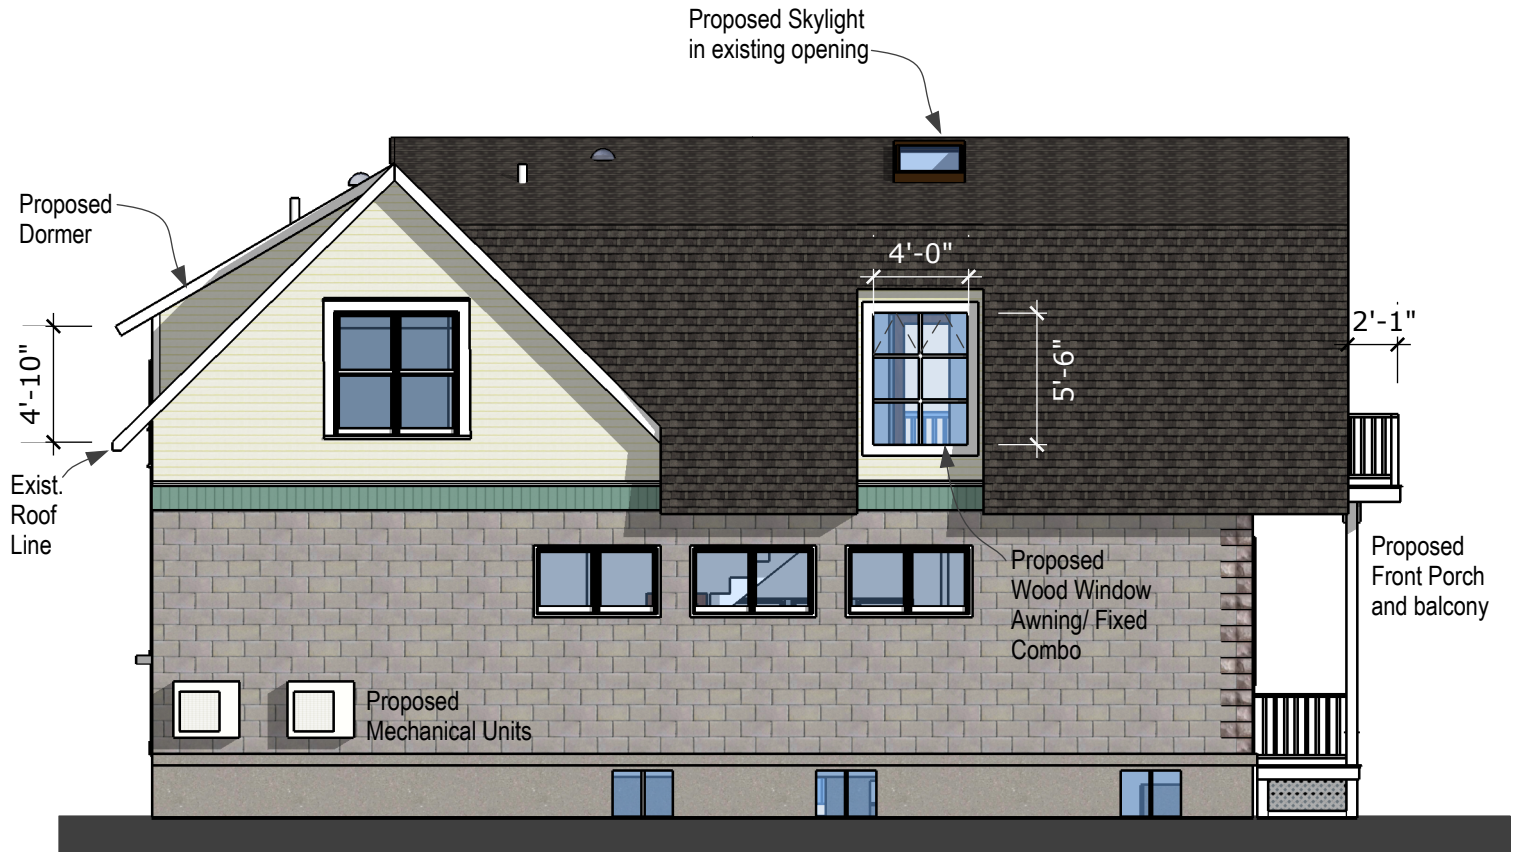 Proposed Skylight
in existing opening
Proposed
Dormer
4'-0"
2'-1"
4'-10"
5'-6"
Exist.
Roof
Line
Proposed
Wood Window
Awning/ Fixed
Combo
Proposed
Front Porch
and balcony
Proposed
Mechanical Units